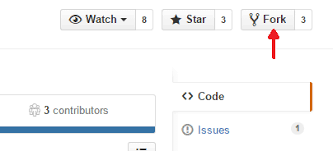 Watch 8 Star 3 Fork 3
Code
3 contributors
Issues 1